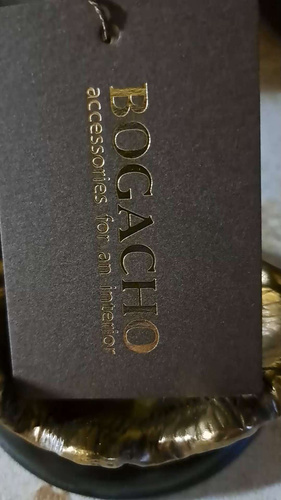 BOGACHO
accessories for an interior